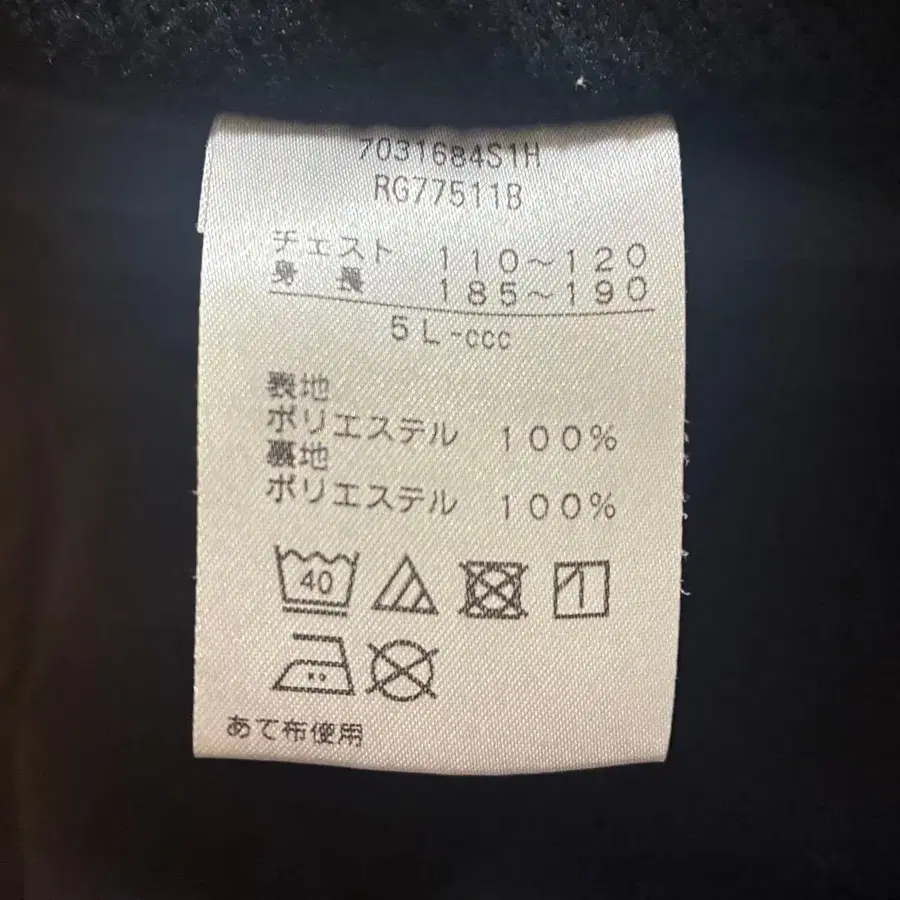 7031684S1H
RG77511B
チェスト 110～120
身長 185～190
5L-ccc
表地
ポリエステル 100%
裏地
ポリエステル 100%
40
あて布使用